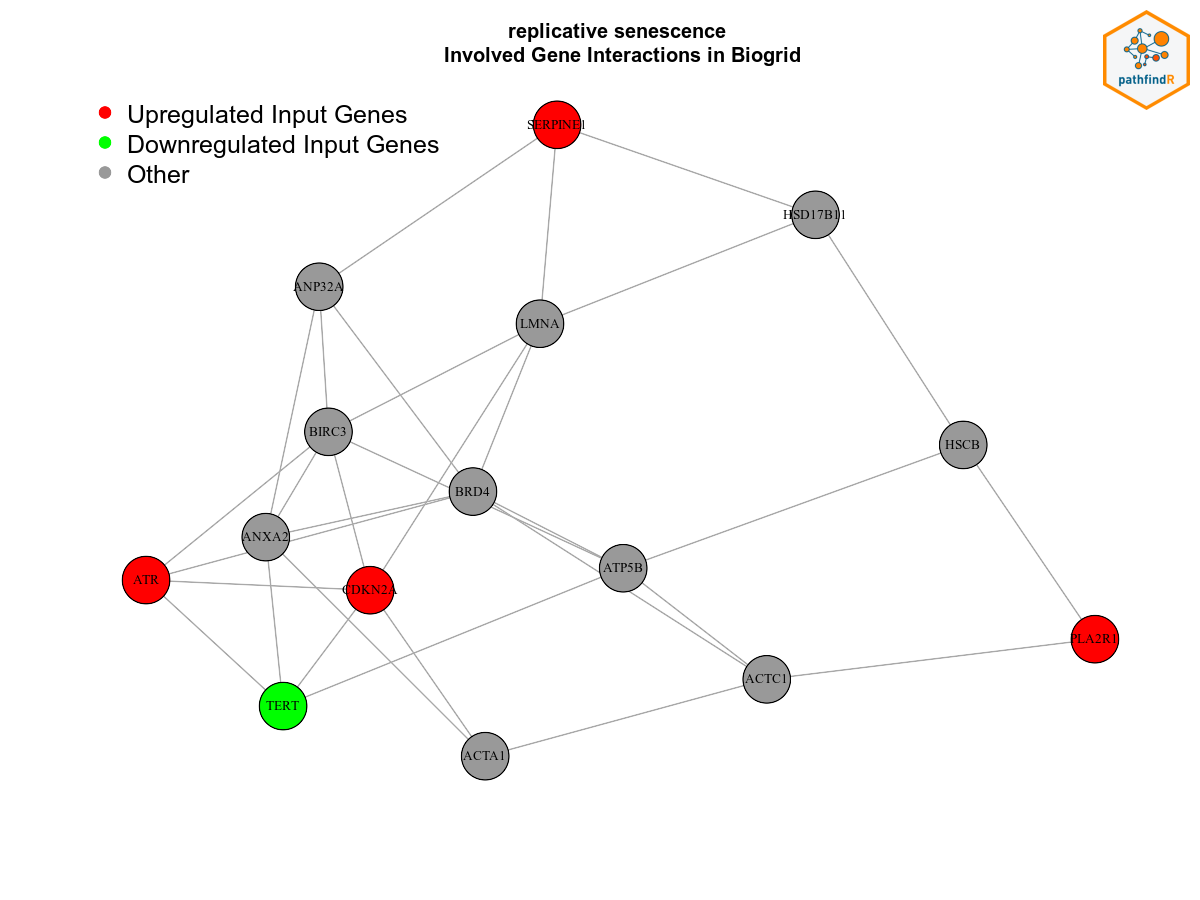 replicative senescence
Involved Gene Interactions in Biogrid
pathfindR
Upregulated Input Genes
Downregulated Input Genes
Other
SERPINE1
HSD17B11
ANP32A
LMNA
BIRC3
HSCB
BRD4
ANXA2
ATP5B
ATR
CDKN2A
PLA2R1
ACTC1
TERT
ACTA1